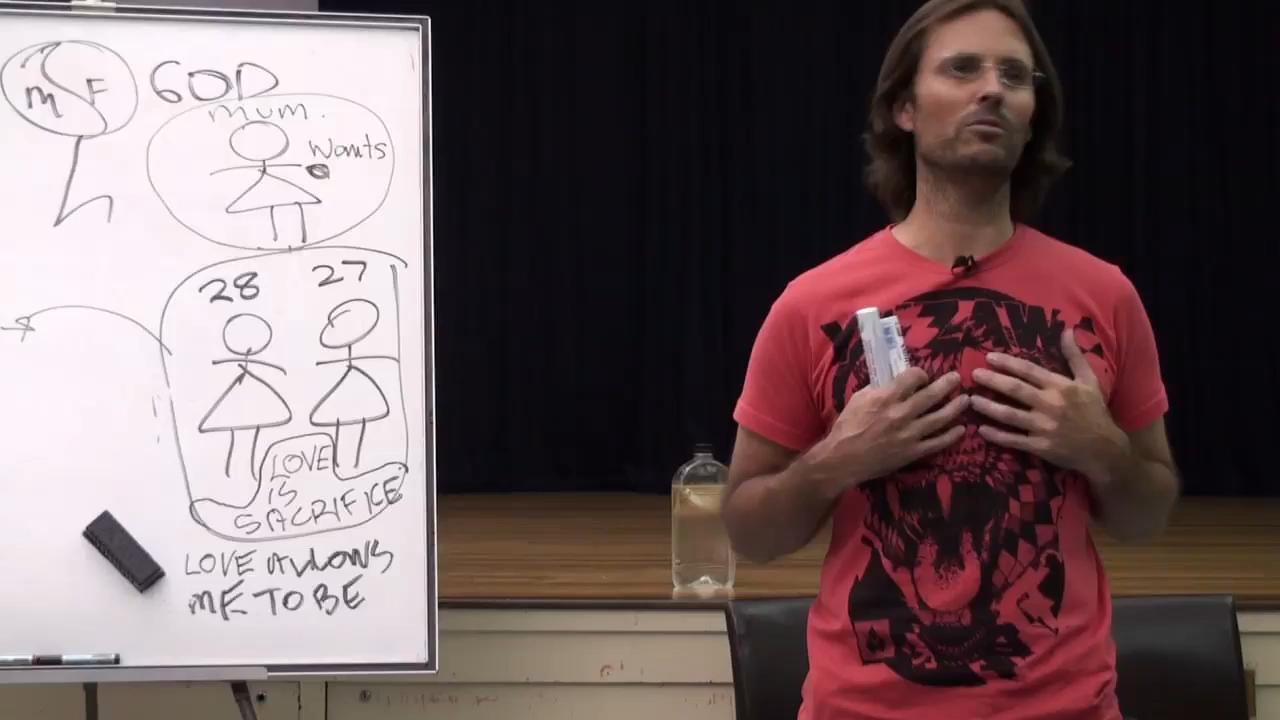 M F GOD
mum.
Wants
28 27
LOVE
IS
SACRIFICE
LOVE ALLOWS
ME TO BE